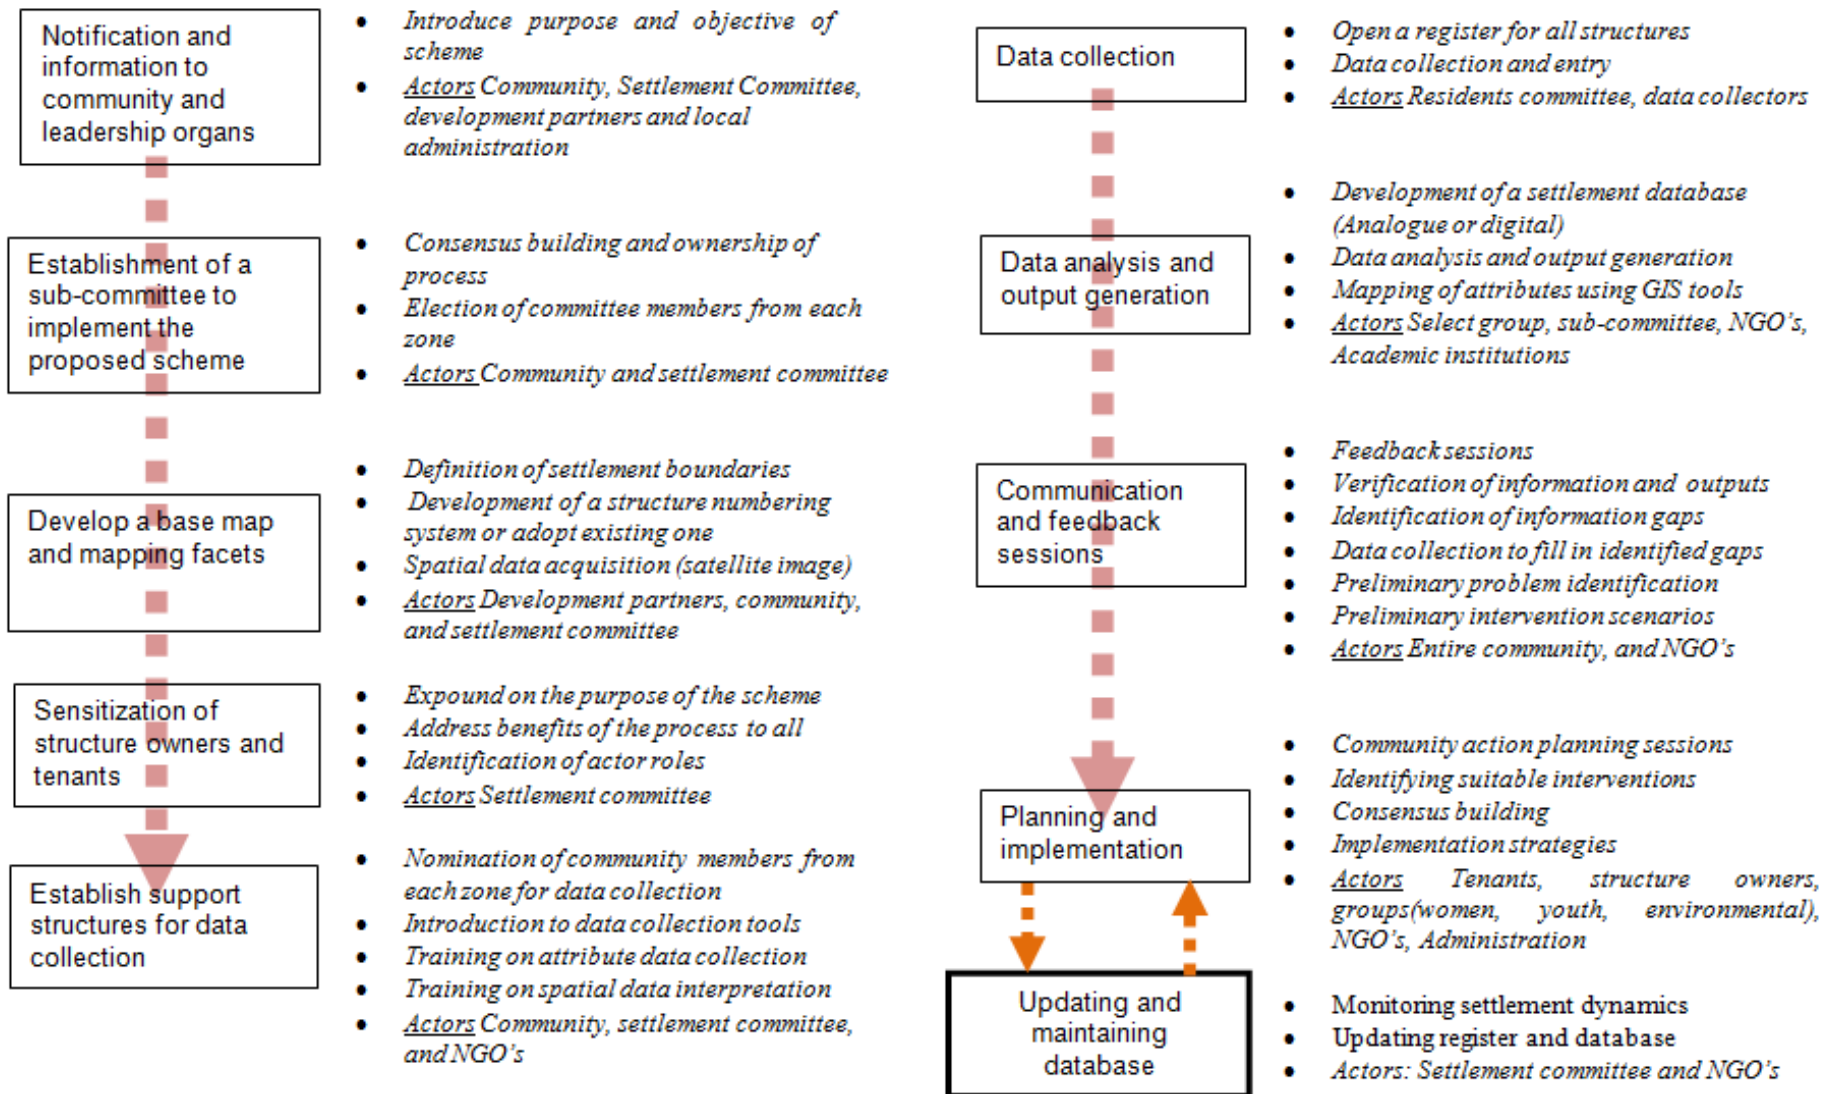 Notification and
information to
community and
leadership organs
• Introduce purpose and objective of
scheme
• Actors Community, Settlement Committee,
development partners and local
administration
Establishment of a
sub-committee to
implement the
proposed scheme
• Consensus building and ownership of
process
• Election of committee members from each
zone
• Actors Community and settlement committee
Develop a base map
and mapping facets
• Definition of settlement boundaries
• Development of a structure numbering
system or adopt existing one
• Spatial data acquisition (satellite image)
• Actors Development partners, community,
and settlement committee
Sensitization of
structure owners and
tenants
• Expound on the purpose of the scheme
• Address benefits of the process to all
• Identification of actor roles
• Actors Settlement committee
Establish support
structures for data
collection
• Nomination of community members from
each zone for data collection
• Introduction to data collection tools
• Training on attribute data collection
• Training on spatial data interpretation
• Actors Community, settlement committee,
and NGO's
Data collection
• Open a register for all structures
• Data collection and entry
• Actors Residents committee, data collectors
Data analysis and
output generation
• Development of a settlement database
(Analogue or digital)
• Data analysis and output generation
• Mapping of attributes using GIS tools
• Actors Select group, sub-committee, NGO's,
Academic institutions
Communication
and feedback
sessions
• Feedback sessions
• Verification of information and outputs
• Identification of information gaps
• Data collection to fill in identified gaps
• Preliminary problem identification
• Preliminary intervention scenarios
• Actors Entire community, and NGO's
Planning and
implementation
• Community action planning sessions
• Identifying suitable interventions
• Consensus building
• Implementation strategies
• Actors Tenants, structure owners,
groups(women, youth, environmental),
NGO's, Administration
Updating and
maintaining
database
• Monitoring settlement dynamics
• Updating register and database
• Actors: Settlement committee and NGO's